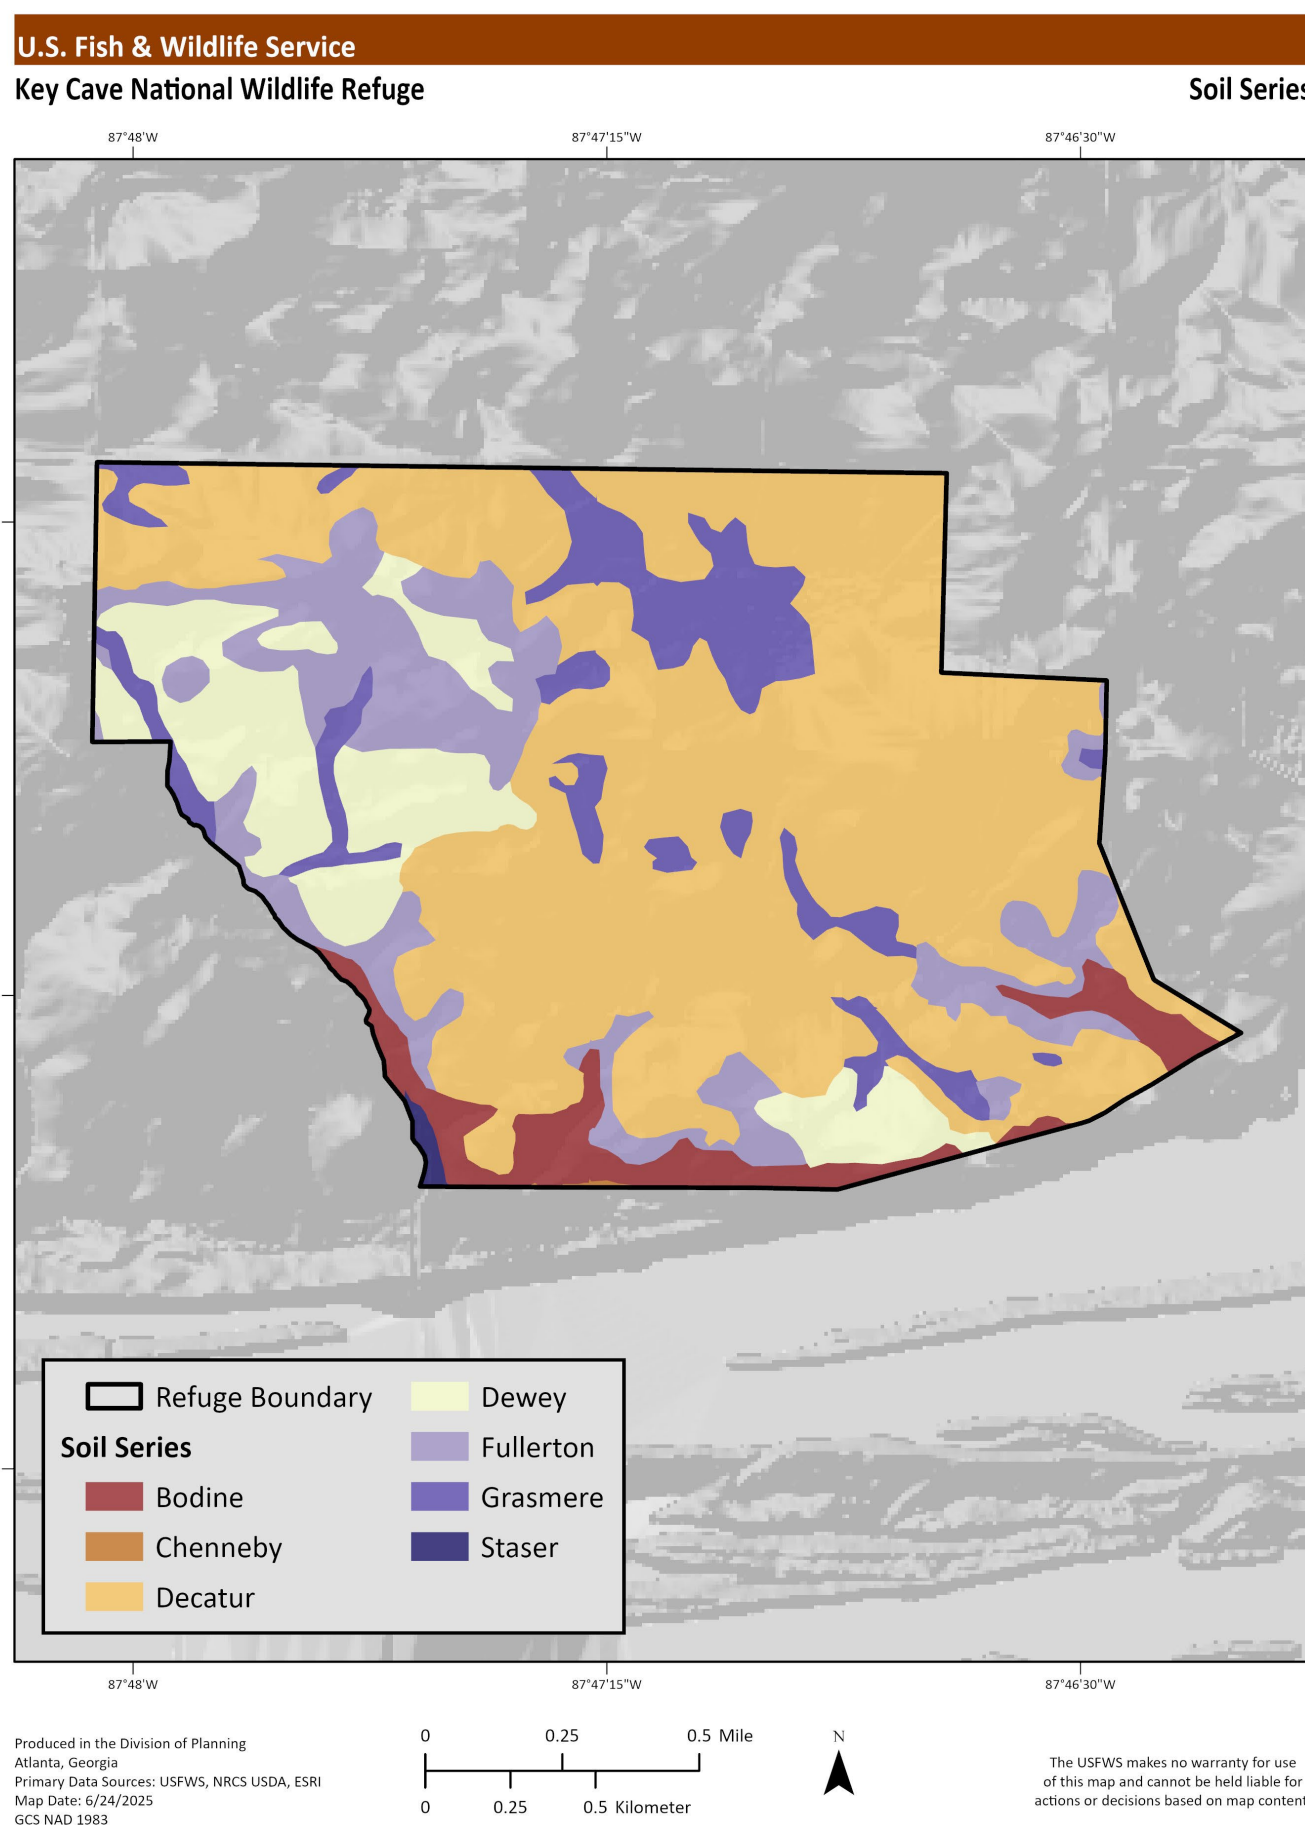 U.S. Fish & Wildlife Service
Key Cave National Wildlife Refuge
Soil Series
87°48'W 87°47'15"W 87°46'30"W
Refuge Boundary
Soil Series
Bodine
Chenneby
Decatur
Dewey
Fullerton
Grasmere
Staser
87°48'W 87°47'15"W 87°46'30"W
Produced in the Division of Planning
Atlanta, Georgia
Primary Data Sources: USFWS, NRCS USDA, ESRI
Map Date: 6/24/2025
GCS NAD 1983
0 0.25 0.5 Mile
0 0.25 0.5 Kilometer
N
The USFWS makes no warranty for use
of this map and cannot be held liable for
actions or decisions based on map content